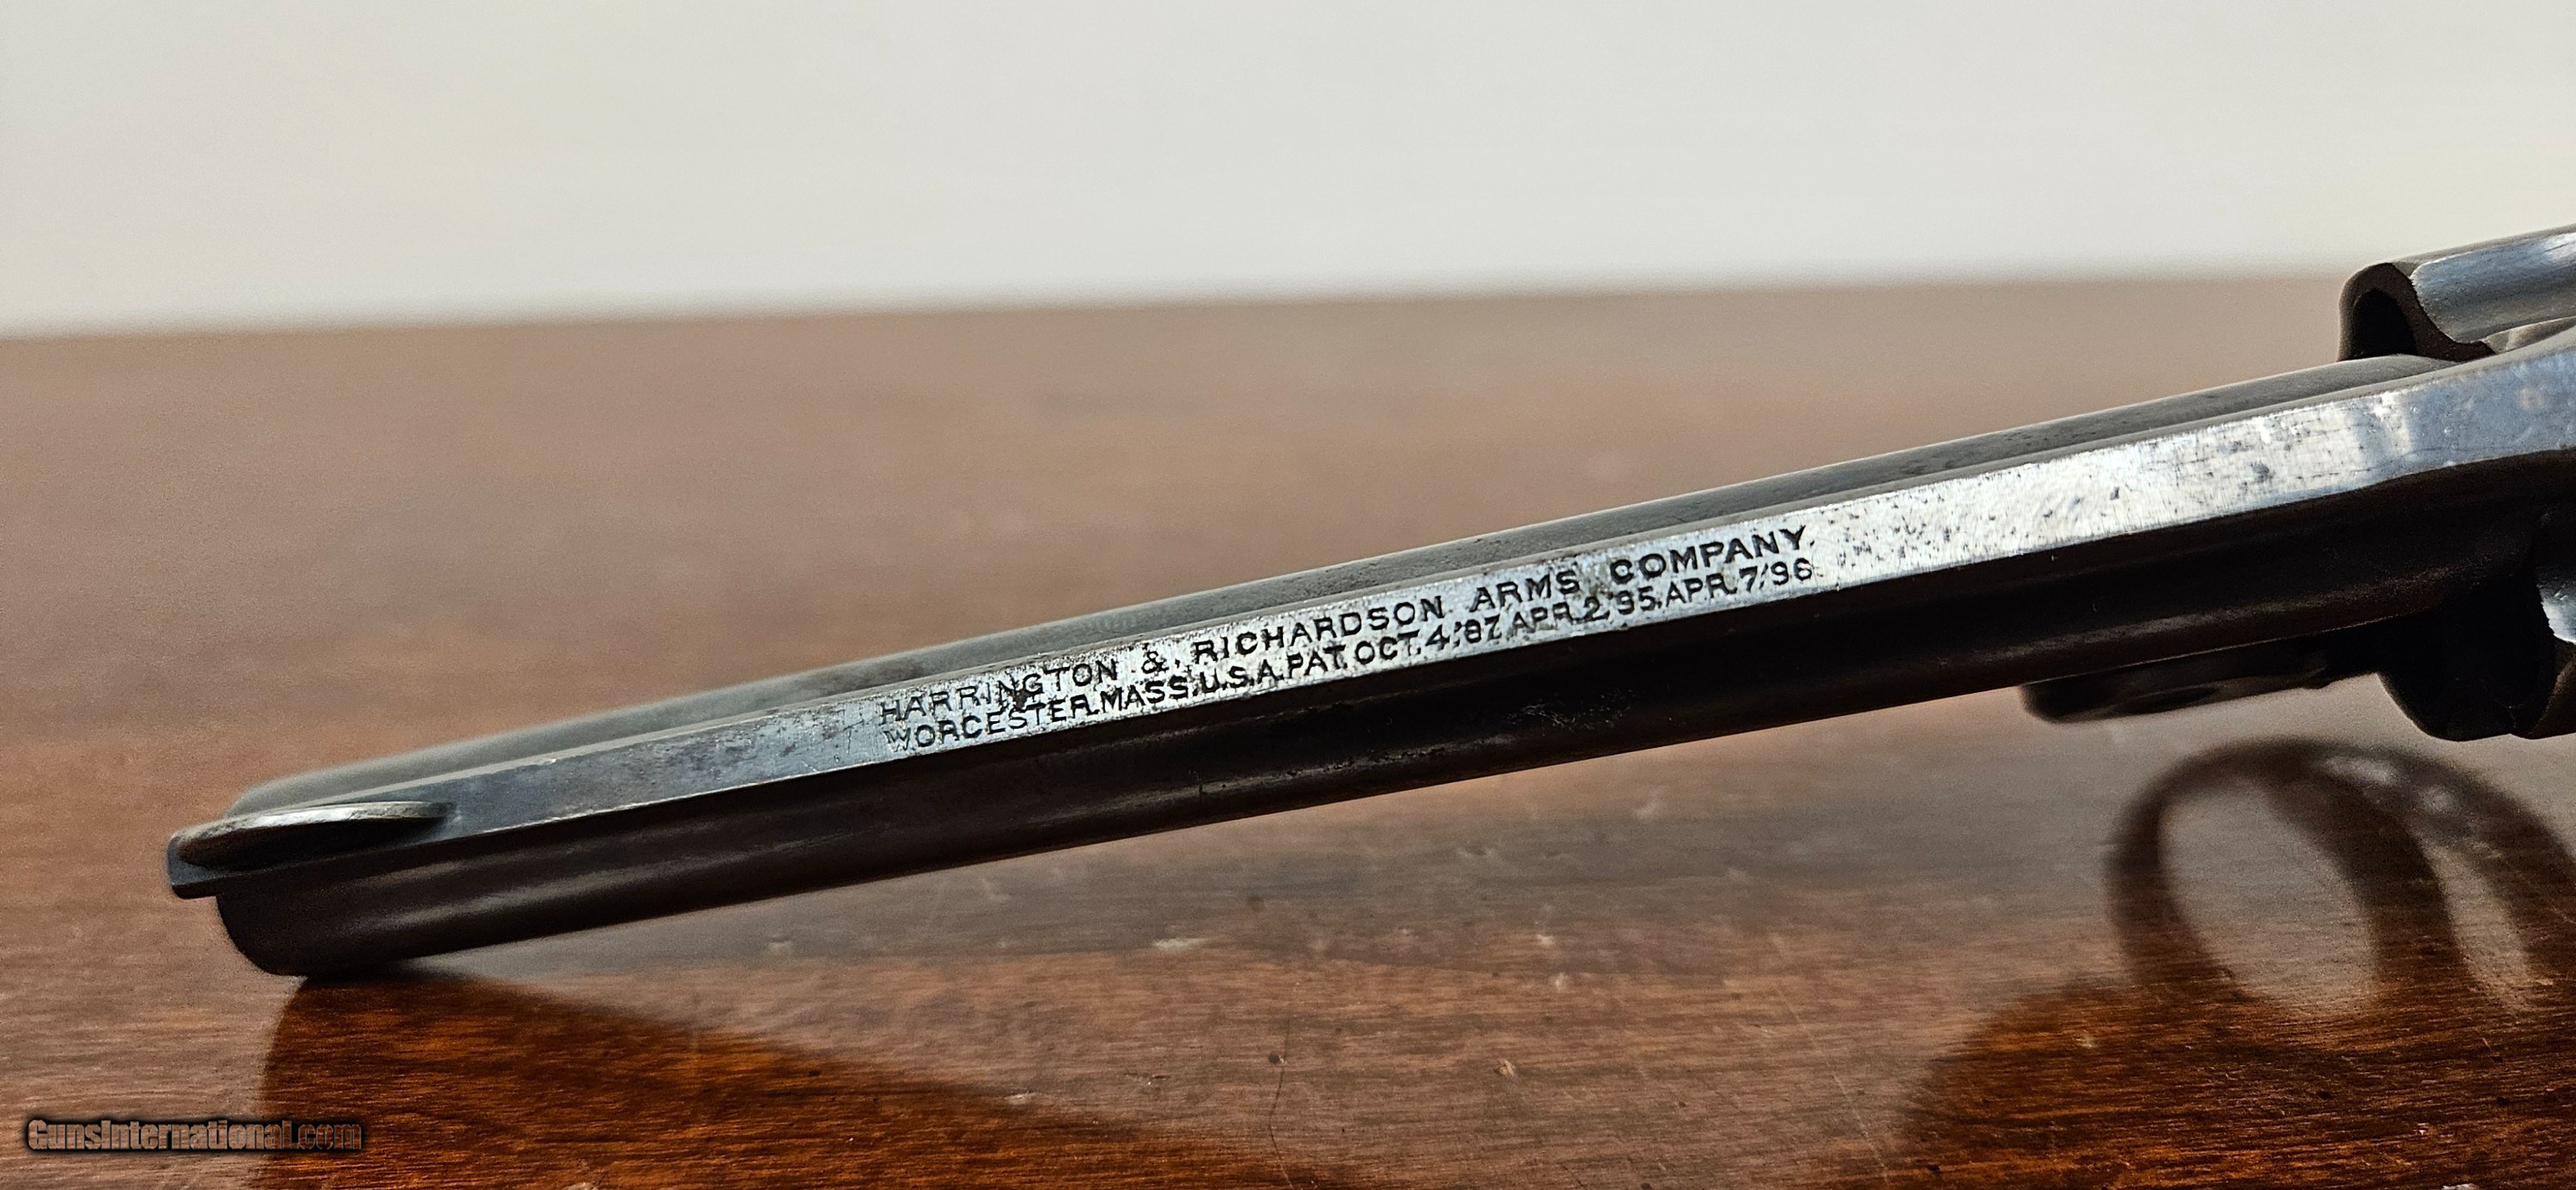 HARRINGTON & RICHARDSON ARMS COMPANY.
WORCESTER.MASS.U.S.A.PAT.OCT.4,'87.APR.2,'95.APR.7,'96.
GunsInternational.com